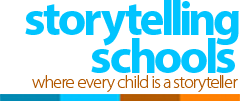 storytelling
schools
where every child is a storyteller